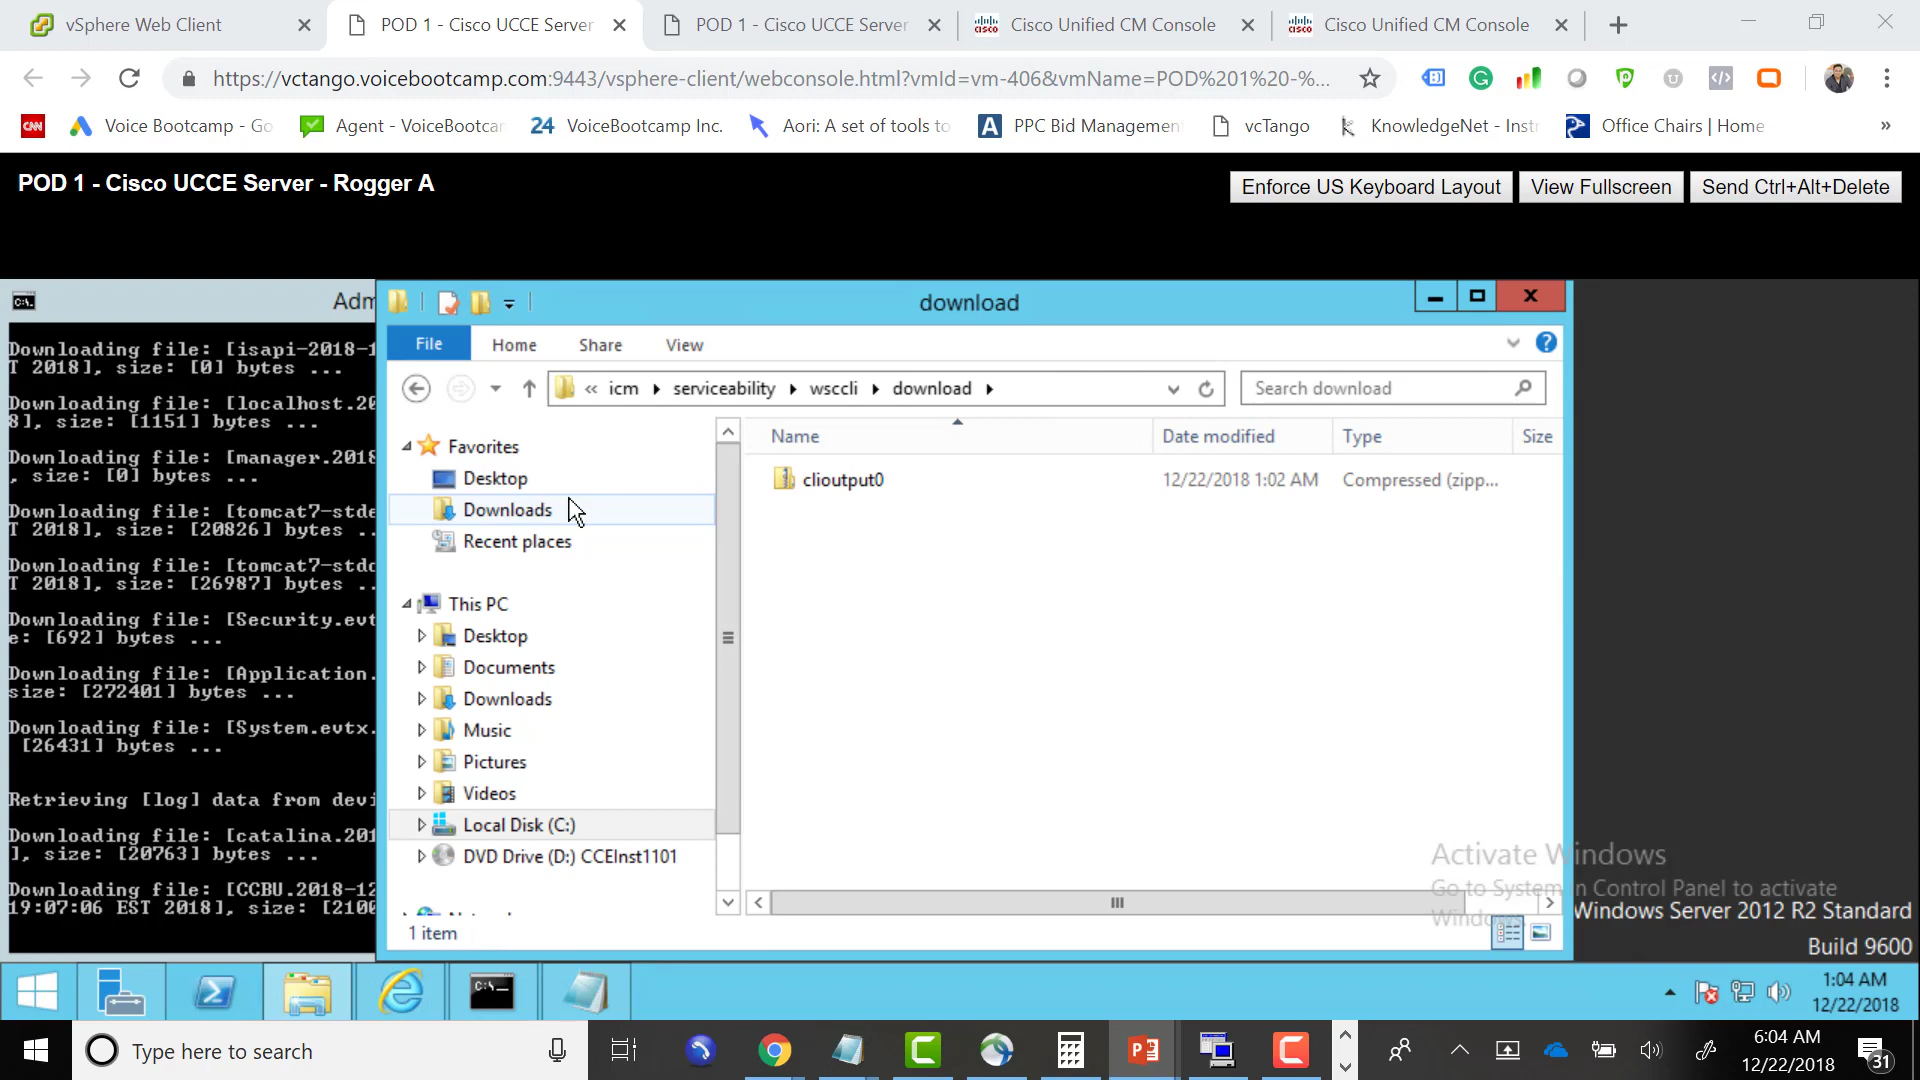 vSphere Web Client
POD 1 - Cisco UCCE Server
POD 1 - Cisco UCCE Server
Cisco Unified CM Console
Cisco Unified CM Console
https://vctango.voicebootcamp.com:9443/vsphere-client/webconsole.html?vmId=vm-406&vmName=POD%201%20-%...
CNN
Voice Bootcamp - Go
Agent - VoiceBootca
24 VoiceBootcamp Inc.
Aori: A set of tools to
A PPC Bid Management
vcTango
KnowledgeNet - Inst
Office Chairs | Home
»
POD 1 - Cisco UCCE Server - Rogger A
Enforce US Keyboard Layout
View Fullscreen
Send Ctrl+Alt+Delete
Adm
download
File
Home
Share
View
« icm serviceability wsccli download
Search download
Downloading file: [isapi-2018-1
T 2018], size: [0] bytes ...
Downloading file: [localhost.20
8], size: [1151] bytes ...
Downloading file: [manager.2018
, size: [0] bytes ...
Downloading file: [tomcat7-stde
T 2018], size: [20826] bytes ..
Downloading file: [tomcat7-stdo
T 2018], size: [26987] bytes ..
Downloading file: [Security.evt
e: [692] bytes ...
Downloading file: [Application.
size: [272401] bytes ...
Downloading file: [System.evtx.
[26431] bytes ...
Retrieving [log] data from devi
Downloading file: [catalina.201
], size: [20763] bytes ...
Downloading file: [CCBU.2018-12
19:07:06 EST 2018], size: [2100
Favorites
Desktop
Downloads
Recent places
This PC
Desktop
Documents
Downloads
Music
Pictures
Videos
Local Disk (C:)
DVD Drive (D:) CCEInst1101
Name
Date modified
Type
Size
clioutput0
12/22/2018 1:02 AM
Compressed (zipp...
1 item
Activate Windows
Go to System in Control Panel to activate
Windows
Windows Server 2012 R2 Standard
Build 9600
1:04 AM
12/22/2018
Type here to search
6:04 AM
12/22/2018
31